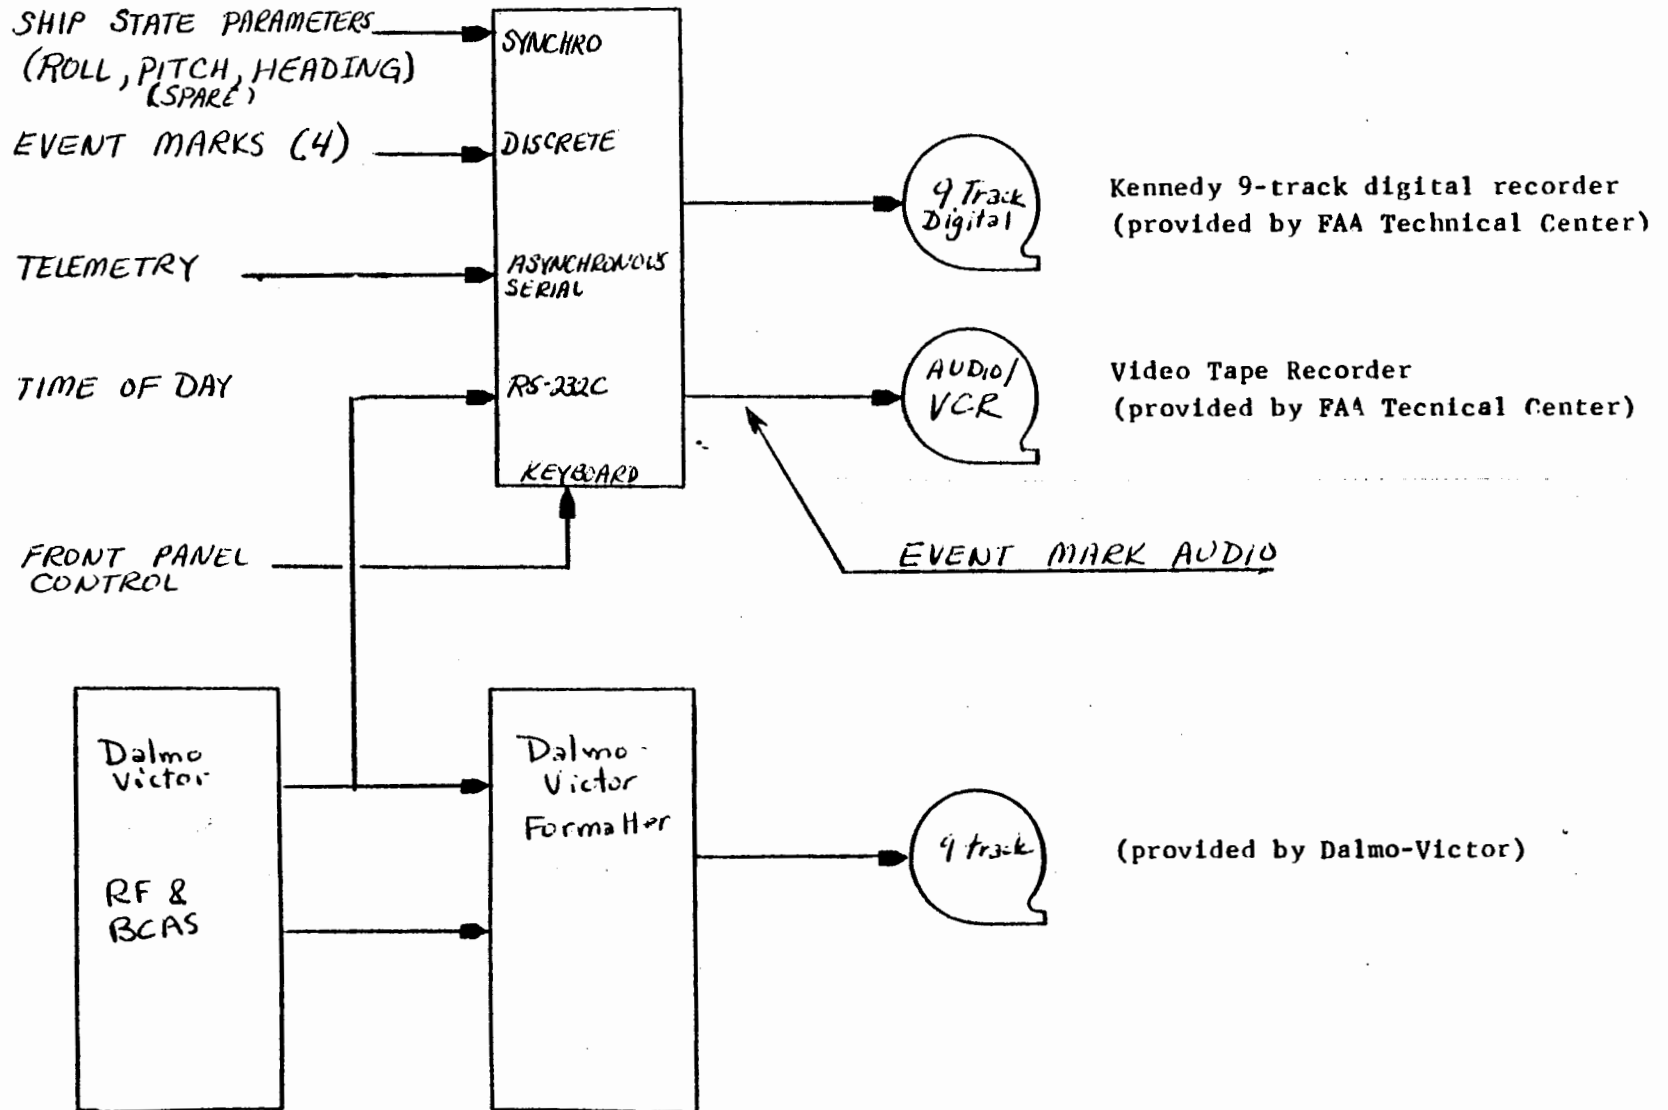 SHIP STATE PARAMETERS
(ROLL, PITCH, HEADING)
(SPARE)
SYNCHRO
EVENT MARKS (4)
DISCRETE
9 Track
Digital
Kennedy 9-track digital recorder
(provided by FAA Technical Center)
TELEMETRY
ASYNCHRONOUS
SERIAL
TIME OF DAY
RS-232C
AUDIO/
VCR
Video Tape Recorder
(provided by FAA Tecnical Center)
KEYBOARD
FRONT PANEL
CONTROL
EVENT MARK AUDIO
Dalmo
Victor
RF &
BCAS
Dalmo-
Victor
Formatter
9 track
(provided by Dalmo-Victor)